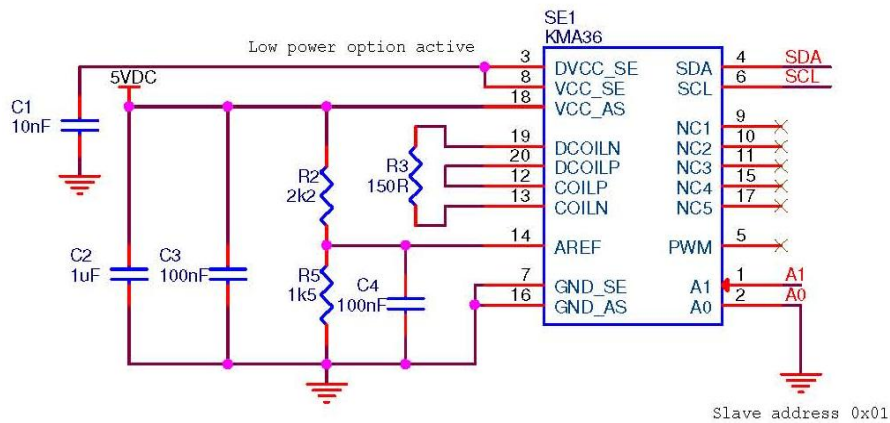 SE1
KMA36
Low power option active
3 DVCC_SE SDA 4 SDA
8 VCC_SE SCL 6 SCL
5VDC
18 VCC_AS
C1
10nF
NC1 9
19 DCOILN NC2 10
20 DCOILP NC3 11
12 COILP NC4 15
13 COILN NC5 17
R3
150R
R2
2k2
14 AREF PWM 5
C2
1uF
C3
100nF
R5
1k5
C4
100nF
7 GND_SE A1 1 A1
16 GND_AS A0 2 A0
Slave address 0x01